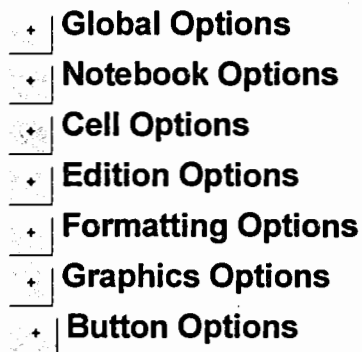 + Global Options
+ Notebook Options
+ Cell Options
+ Edition Options
+ Formatting Options
+ Graphics Options
+ Button Options